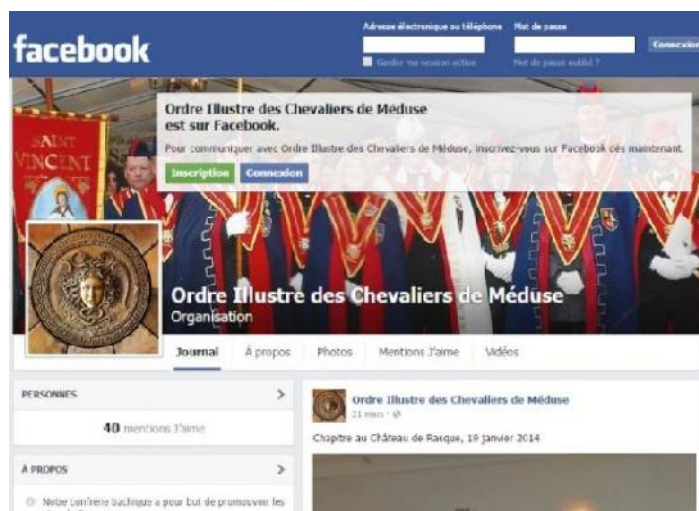 facebook
Adresse électronique ou téléphone
Mot de passe
Connexion
Garder ma session active
Mot de passe oublié ?
SAINT
VINCENT
Ordre Illustre des Chevaliers de Méduse
est sur Facebook.
Pour communiquer avec Ordre Illustre des Chevaliers de Méduse, inscrivez-vous sur Facebook dès maintenant.
Inscription
Connexion
Ordre Illustre des Chevaliers de Méduse
Organisation
Journal
À propos
Photos
Mentions J'aime
Vidéos
PERSONNES
40 mentions J'aime
À PROPOS
Notre Confrérie bachique a pour but de promouvoir les
Ordre Illustre des Chevaliers de Méduse
21 mars
Chapitre au Château de Rasque, 19 janvier 2014